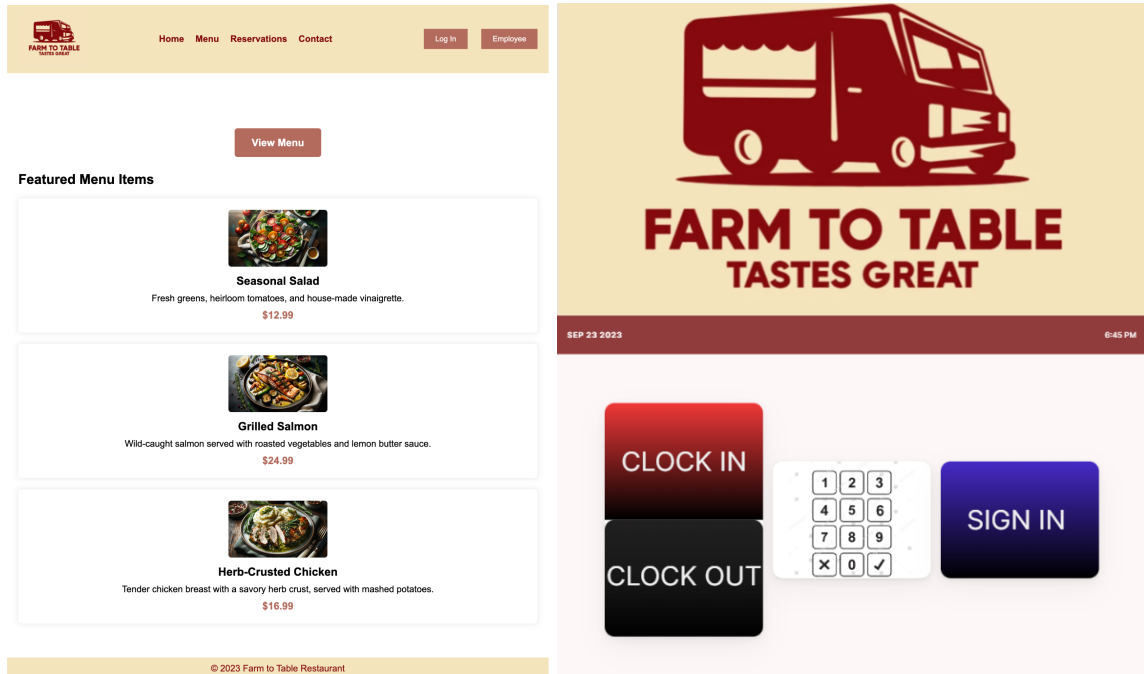 FARM TO TABLE
TASTES GREAT
Home Menu Reservations Contact
Log In
Employee
View Menu
Featured Menu Items
Seasonal Salad
Fresh greens, heirloom tomatoes, and house-made vinaigrette.
$12.99
Grilled Salmon
Wild-caught salmon served with roasted vegetables and lemon butter sauce.
$24.99
Herb-Crusted Chicken
Tender chicken breast with a savory herb crust, served with mashed potatoes.
$16.99
© 2023 Farm to Table Restaurant
FARM TO TABLE
TASTES GREAT
SEP 23 2023
6:45 PM
CLOCK IN
CLOCK OUT
1 2 3
4 5 6
7 8 9
✕ 0 ✓
SIGN IN